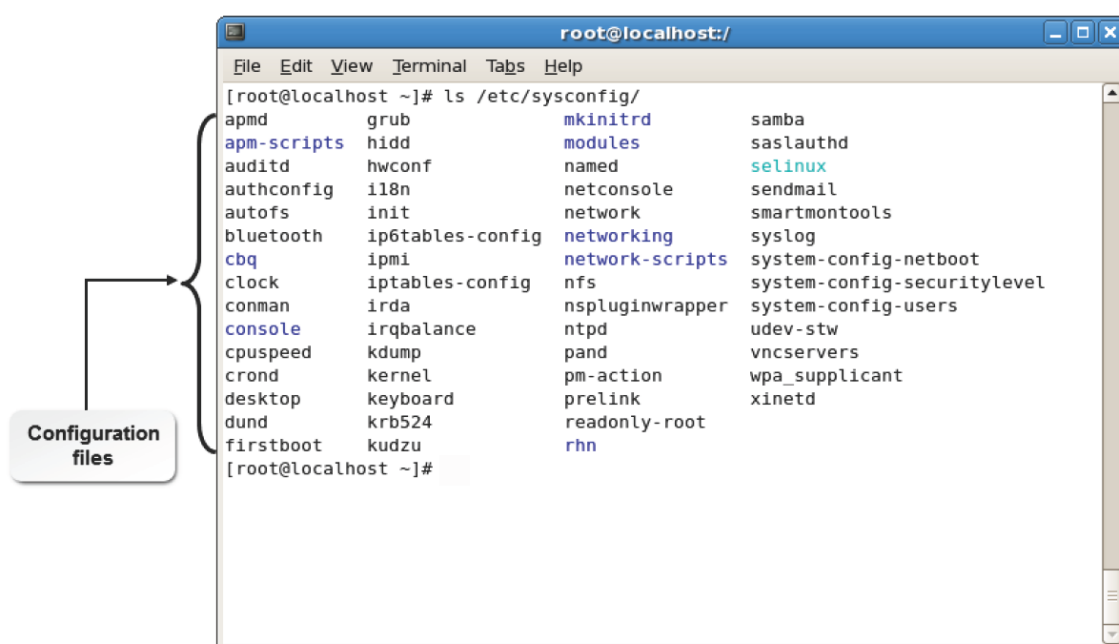 root@localhost:/
File Edit View Terminal Tabs Help
[root@localhost ~]# ls /etc/sysconfig/
apmd grub mkinitrd samba
apm-scripts hidd modules saslauthd
auditd hwconf named selinux
authconfig i18n netconsole sendmail
autofs init network smartmontools
bluetooth ip6tables-config networking syslog
cbq ipmi network-scripts system-config-netboot
clock iptables-config nfs system-config-securitylevel
conman irda nspluginwrapper system-config-users
console irqbalance ntpd udev-stw
cpuspeed kdump pand vncservers
crond kernel pm-action wpa_supplicant
desktop keyboard prelink xinetd
dund krb524 readonly-root
firstboot kudzu rhn
[root@localhost ~]#
Configuration
files